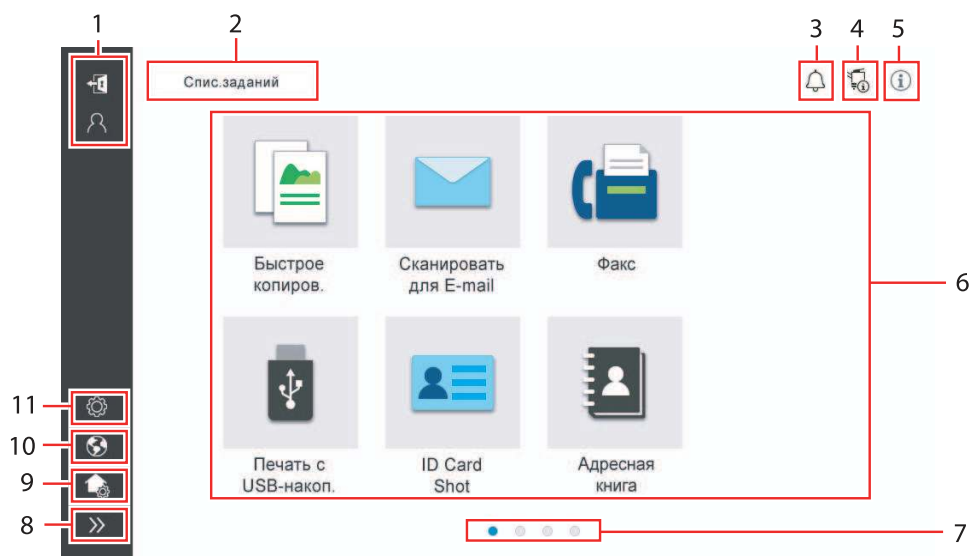 1
2
3
4
5
Спис.заданий
Быстрое
копиров.
Сканировать
для E-mail
Факс
6
Печать с
USB-накоп.
ID Card
Shot
Адресная
книга
11
10
9
8
7